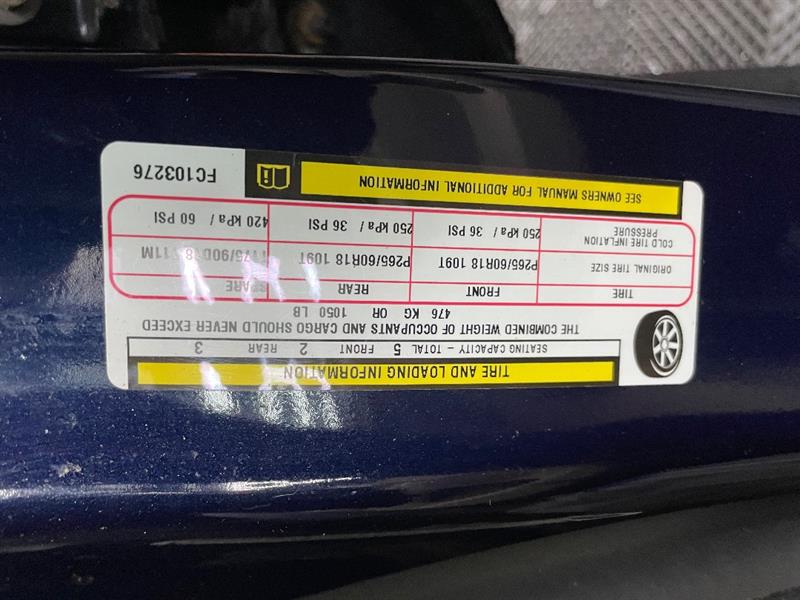 TIRE AND LOADING INFORMATION
SEATING CAPACITY - TOTAL 5 FRONT 2 REAR 3
THE COMBINED WEIGHT OF OCCUPANTS AND CARGO SHOULD NEVER EXCEED
476 KG OR 1050 LB
TIRE FRONT REAR SPARE
ORIGINAL TIRE SIZE P265/60R18 109T P265/60R18 109T
COLD TIRE INFLATION PRESSURE 250 kPa / 36 PSI 250 kPa / 36 PSI 420 kPa / 60 PSI
SEE OWNERS MANUAL FOR ADDITIONAL INFORMATION
FC103276